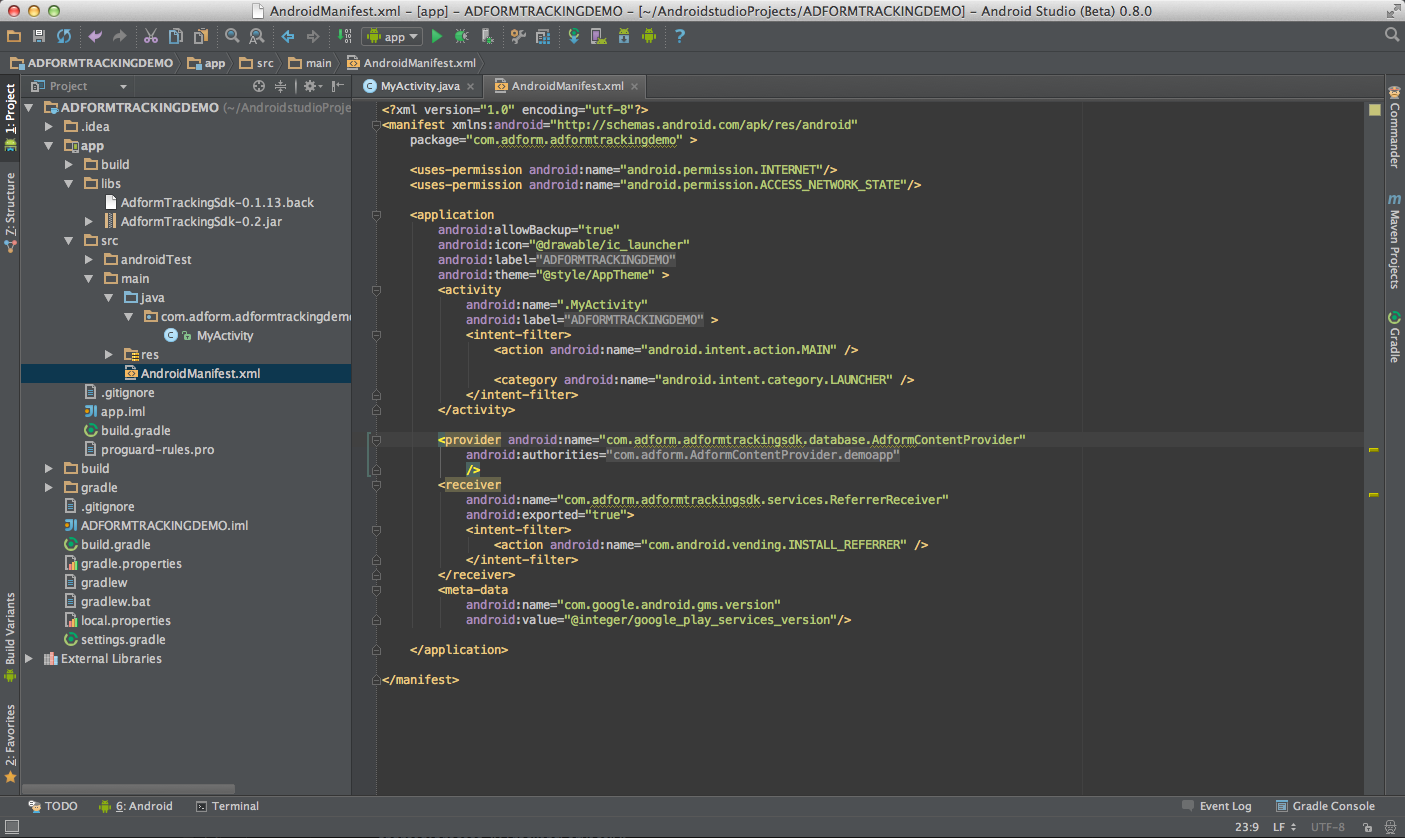 AndroidManifest.xml - [app] - ADFORMTRACKINGDEMO - [~/AndroidstudioProjects/ADFORMTRACKINGDEMO] - Android Studio (Beta) 0.8.0
app
ADFORMTRACKINGDEMO app src main AndroidManifest.xml
Project
MyActivity.java
AndroidManifest.xml
1: Project
Z: Structure
Build Variants
2: Favorites
ADFORMTRACKINGDEMO (~/AndroidstudioProje
.idea
app
build
libs
AdformTrackingSdk-0.1.13.back
AdformTrackingSdk-0.2.jar
src
androidTest
main
java
com.adform.adformtrackingdemo
MyActivity
res
AndroidManifest.xml
.gitignore
app.iml
build.gradle
proguard-rules.pro
build
gradle
.gitignore
ADFORMTRACKINGDEMO.iml
build.gradle
gradle.properties
gradlew
gradlew.bat
local.properties
settings.gradle
External Libraries
<?xml version="1.0" encoding="utf-8"?>
<manifest xmlns:android="http://schemas.android.com/apk/res/android"
package="com.adform.adformtrackingdemo" >
<uses-permission android:name="android.permission.INTERNET"/>
<uses-permission android:name="android.permission.ACCESS_NETWORK_STATE"/>
<application
android:allowBackup="true"
android:icon="@drawable/ic_launcher"
android:label="ADFORMTRACKINGDEMO"
android:theme="@style/AppTheme" >
<activity
android:name=".MyActivity"
android:label="ADFORMTRACKINGDEMO" >
<intent-filter>
<action android:name="android.intent.action.MAIN" />
<category android:name="android.intent.category.LAUNCHER" />
</intent-filter>
</activity>
<provider android:name="com.adform.adformtrackingsdk.database.AdformContentProvider"
android:authorities="com.adform.AdformContentProvider.demoapp"
/>
<receiver
android:name="com.adform.adformtrackingsdk.services.ReferrerReceiver"
android:exported="true">
<intent-filter>
<action android:name="com.android.vending.INSTALL_REFERRER" />
</intent-filter>
</receiver>
<meta-data
android:name="com.google.android.gms.version"
android:value="@integer/google_play_services_version"/>
</application>
</manifest>
Commander
Maven Projects
Gradle
TODO
6: Android
Terminal
Event Log
Gradle Console
23:9 LF UTF-8